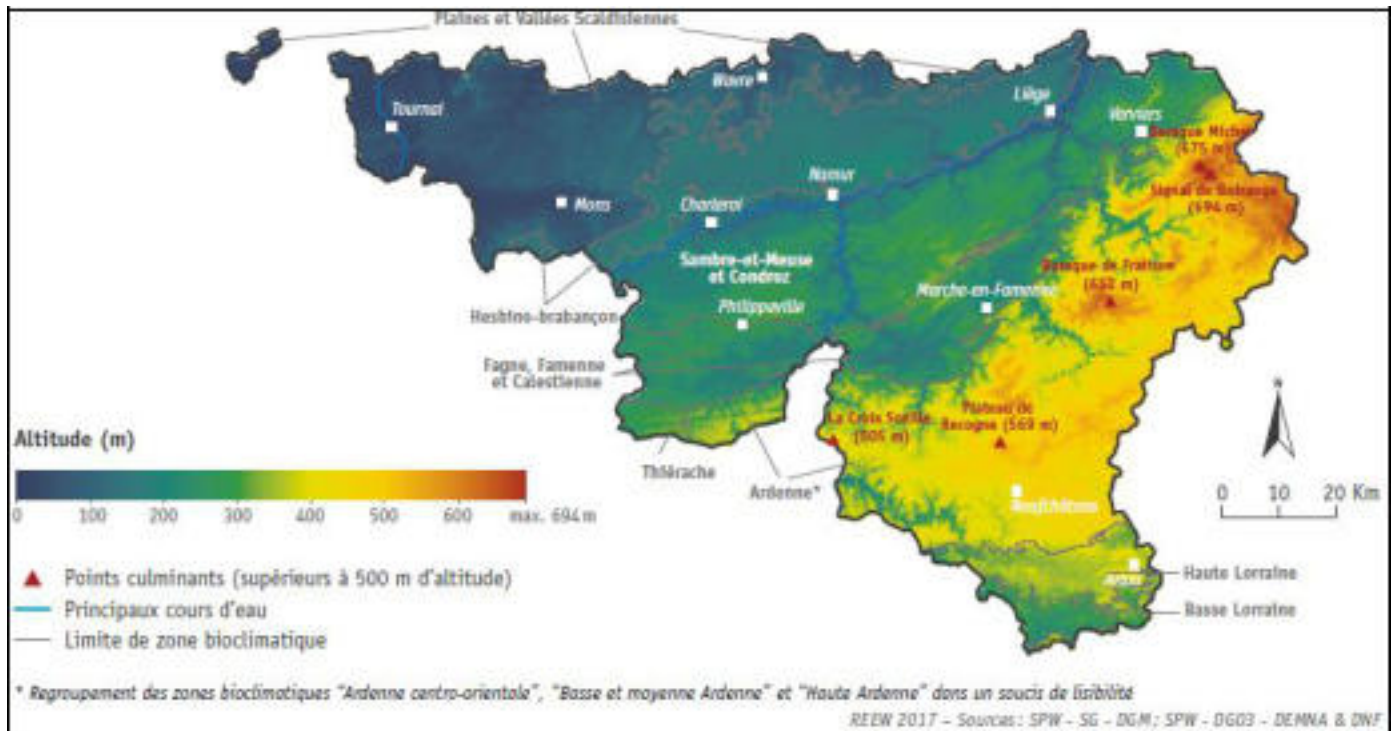 Plaines et Vallées Scaldisiennes
Wavre
Liège
Tournai
Verviers
Baraque Michel
(675 m)
Namur
Signal de Botrange
(694 m)
Mons
Charleroi
Sambre-et-Meuse
et Condroz
Baraque de Fraiture
(652 m)
Marche-en-Famenne
Philippeville
Hesbino-brabançon
Fagne, Famenne
et Calestienne
La Croix Scaille
(505 m)
Plateau de
Recogne (569 m)
N
Altitude (m)
Thiérache
Ardenne*
0 10 20 Km
Neufchâteau
0 100 200 300 400 500 600 max. 694 m
Arlon
Haute Lorraine
Basse Lorraine
Points culminants (supérieurs à 500 m d'altitude)
Principaux cours d'eau
Limite de zone bioclimatique
* Regroupement des zones bioclimatiques "Ardenne centro-orientale", "Basse et moyenne Ardenne" et "Haute Ardenne" dans un soucis de lisibilité
REEW 2017 – Sources : SPW - SG - DGM ; SPW - DGO3 - DEMNA & DNF